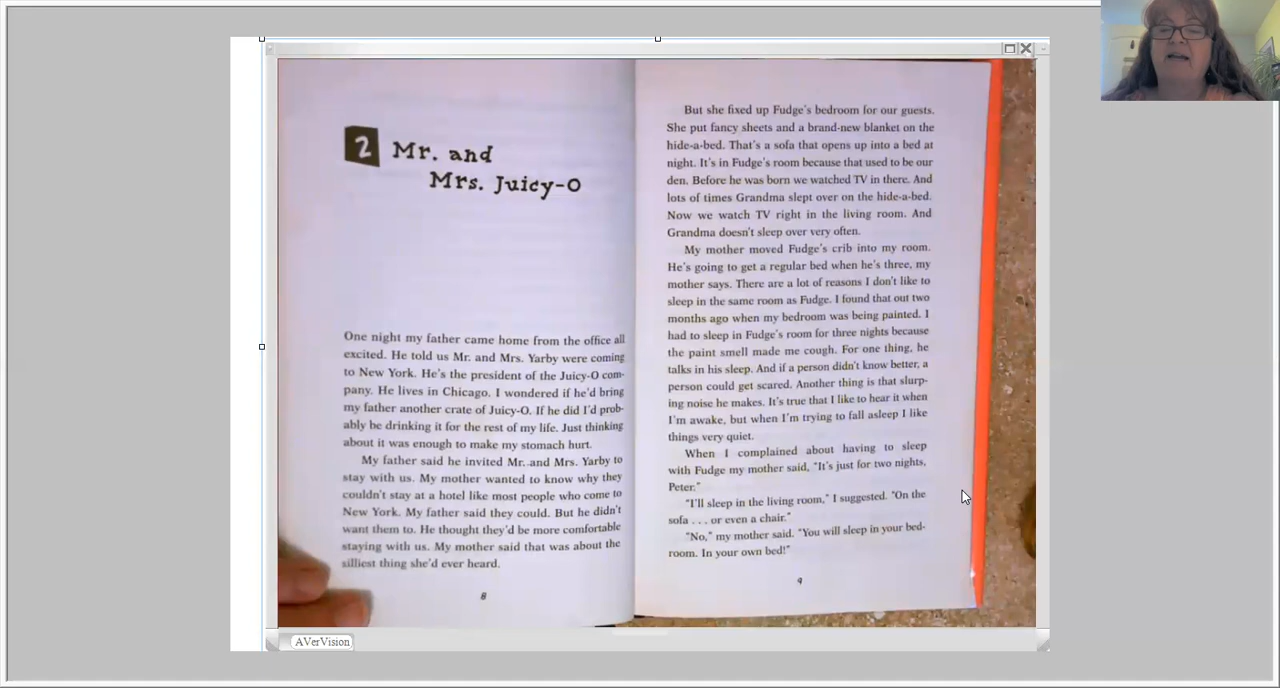 2 Mr. and
Mrs. Juicy-O
One night my father came home from the office all
excited. He told us Mr. and Mrs. Yarby were coming
to New York. He's the president of the Juicy-O com-
pany. He lives in Chicago. I wondered if he'd bring
my father another crate of Juicy-O. If he did I'd prob-
ably be drinking it for the rest of my life. Just thinking
about it was enough to make my stomach hurt.
My father said he invited Mr. and Mrs. Yarby to
stay with us. My mother wanted to know why they
couldn't stay at a hotel like most people who come to
New York. My father said they could. But he didn't
want them to. He thought they'd be more comfortable
staying with us. My mother said that was about the
silliest thing she'd ever heard.
8
But she fixed up Fudge's bedroom for our guests.
She put fancy sheets and a brand-new blanket on the
hide-a-bed. That's a sofa that opens up into a bed at
night. It's in Fudge's room because that used to be our
den. Before he was born we watched TV in there. And
lots of times Grandma slept over on the hide-a-bed.
Now we watch TV right in the living room. And
Grandma doesn't sleep over very often.
My mother moved Fudge's crib into my room.
He's going to get a regular bed when he's three, my
mother says. There are a lot of reasons I don't like to
sleep in the same room as Fudge. I found that out two
months ago when my bedroom was being painted. I
had to sleep in Fudge's room for three nights because
the paint smell made me cough. For one thing, he
talks in his sleep. And if a person didn't know better, a
person could get scared. Another thing is that slurp-
ing noise he makes. It's true that I like to hear it when
I'm awake, but when I'm trying to fall asleep I like
things very quiet.
When I complained about having to sleep
with Fudge my mother said, "It's just for two nights,
Peter."
"I'll sleep in the living room," I suggested. "On the
sofa . . . or even a chair."
"No," my mother said. "You will sleep in your bed-
room. In your own bed!"
9
AVerVision